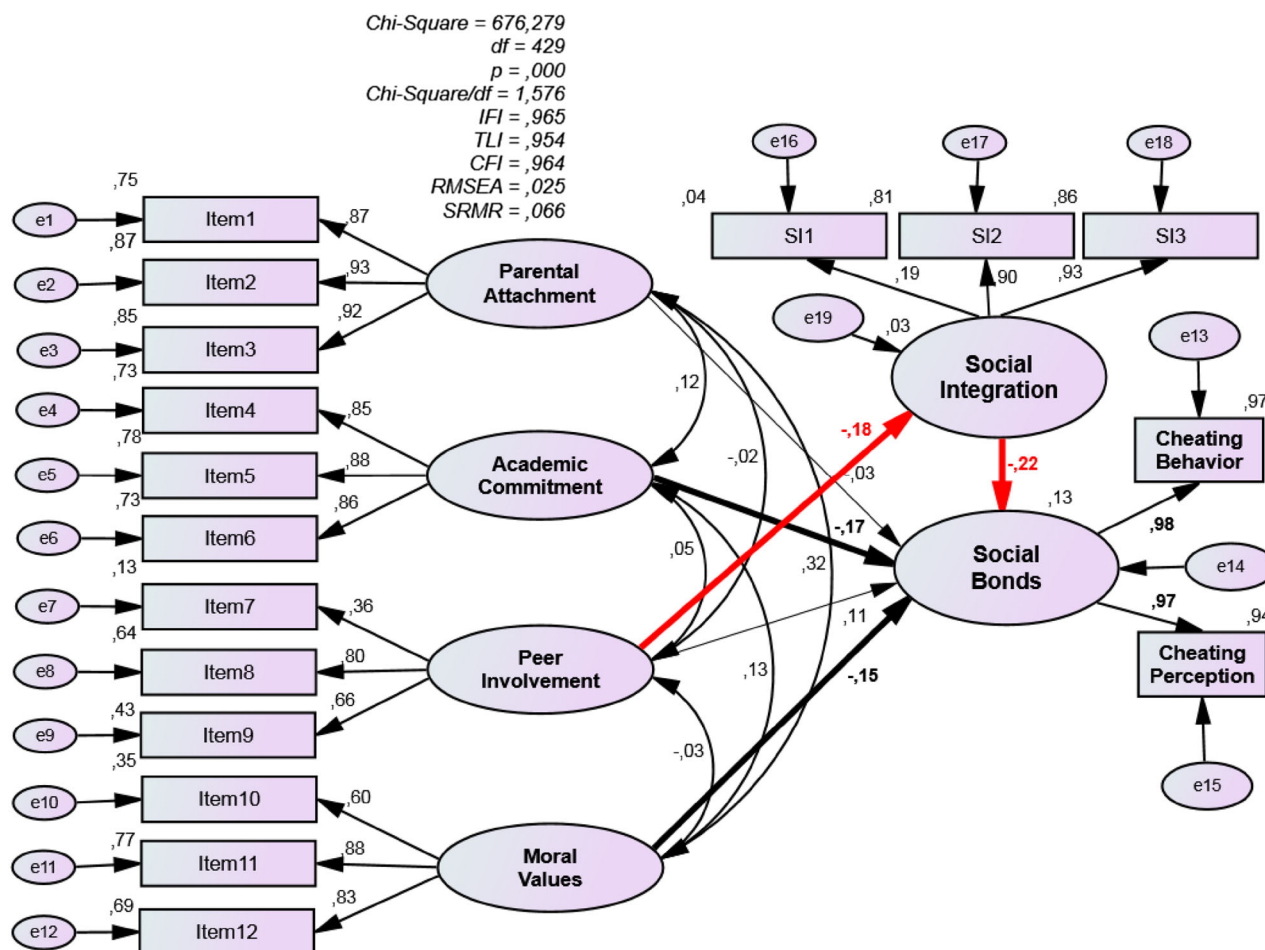 Chi-Square = 676,279
df = 429
p = ,000
Chi-Square/df = 1,576
IFI = ,965
TLI = ,954
CFI = ,964
RMSEA = ,025
SRMR = ,066
e16
e17
e18
,04
,81
,86
SI1
SI2
SI3
,19
,90
,93
e19
,03
Social
Integration
e13
,97
Cheating
Behavior
,98
-,18
-,22
,13
Social
Bonds
e14
,97
,94
Cheating
Perception
e15
,75
e1
Item1
,87
,87
e2
Item2
,93
Parental
Attachment
,85
e3
Item3
,92
,73
e4
Item4
,85
,12
,78
e5
Item5
,88
Academic
Commitment
-,02
-,03
,73
e6
Item6
,86
-,17
,13
e7
Item7
,36
,05
,32
,64
e8
Item8
,80
Peer
Involvement
,11
,13
-,15
,43
e9
Item9
,66
,35
e10
Item10
,60
-,03
,77
e11
Item11
,88
Moral
Values
,69
e12
Item12
,83